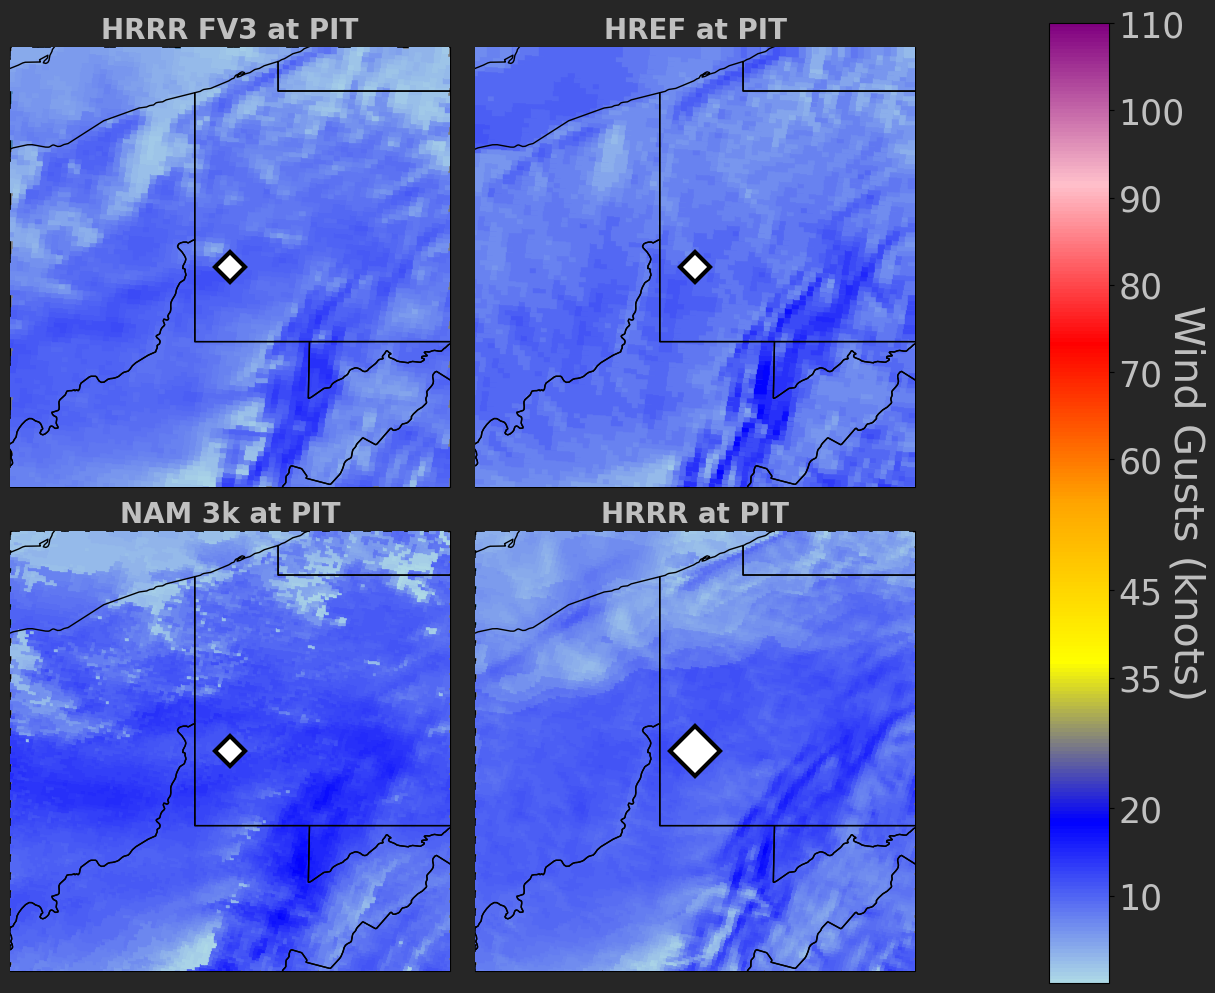 HRRR FV3 at PIT
HREF at PIT
NAM 3k at PIT
HRRR at PIT
110
100
90
80
70
60
45
35
20
10
Wind Gusts (knots)